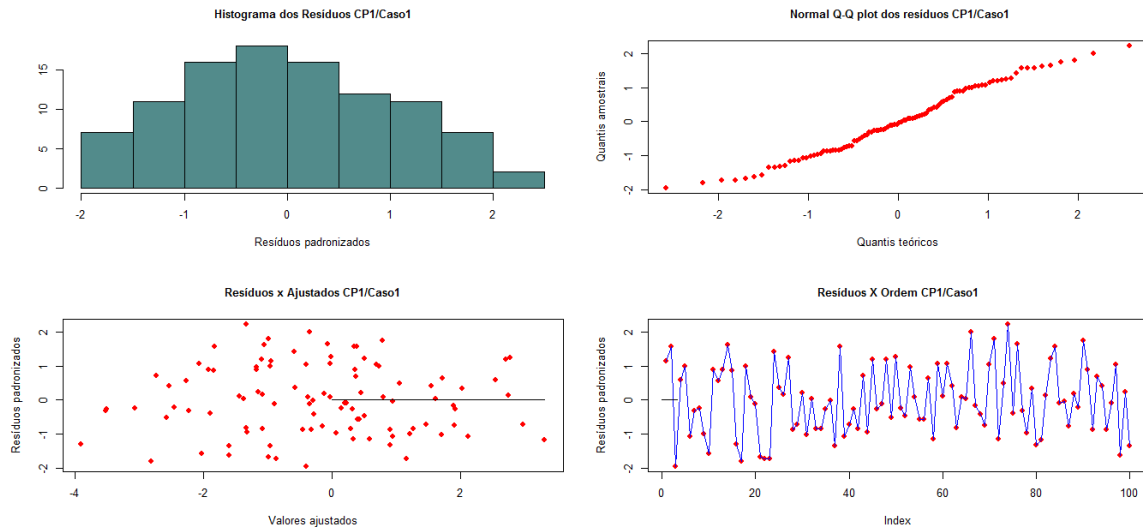 Histograma dos Resíduos CP1/Caso1
0 5 10 15
-2 -1 0 1 2
Resíduos padronizados
Normal Q-Q plot dos resíduos CP1/Caso1
Quantis amostrais
-2 -1 0 1 2
-2 -1 0 1 2
Quantis teóricos
Resíduos x Ajustados CP1/Caso1
Resíduos padronizados
-2 -1 0 1 2
-4 -2 0 2
Valores ajustados
Resíduos X Ordem CP1/Caso1
Resíduos padronizados
-2 -1 0 1 2
0 20 40 60 80 100
Index